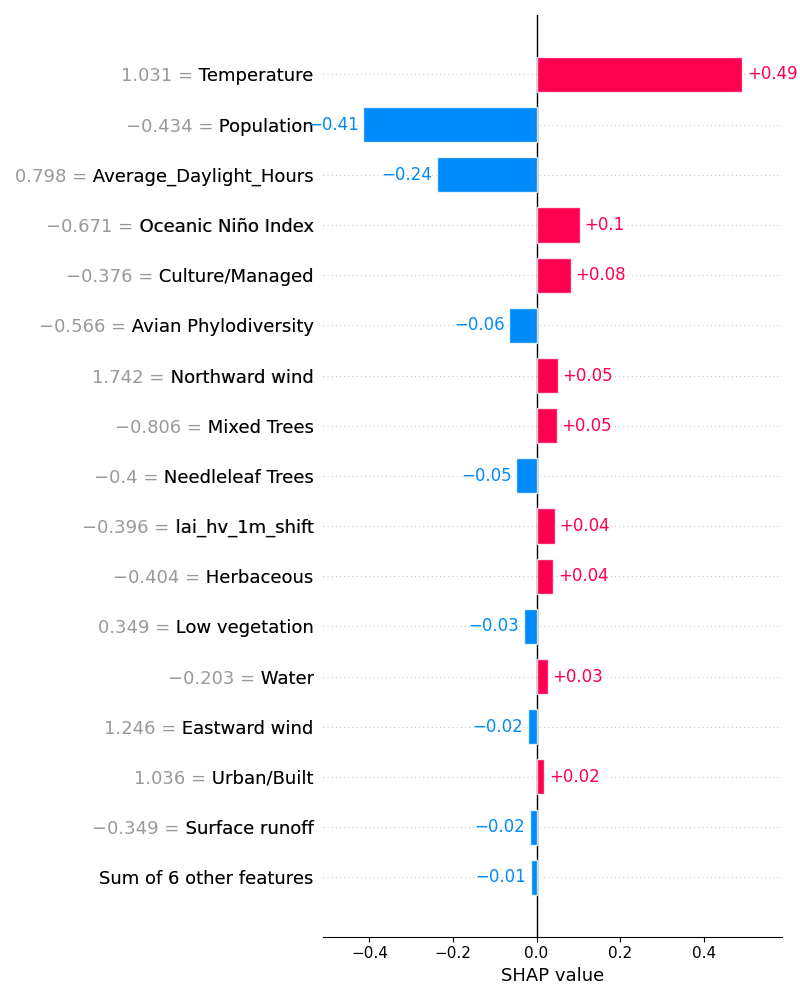 1.031 = Temperature +0.49
−0.434 = Population −0.41
0.798 = Average_Daylight_Hours −0.24
−0.671 = Oceanic Niño Index +0.1
−0.376 = Culture/Managed +0.08
−0.566 = Avian Phylodiversity −0.06
1.742 = Northward wind +0.05
−0.806 = Mixed Trees +0.05
−0.4 = Needleleaf Trees −0.05
−0.396 = lai_hv_1m_shift +0.04
−0.404 = Herbaceous +0.04
0.349 = Low vegetation −0.03
−0.203 = Water +0.03
1.246 = Eastward wind −0.02
1.036 = Urban/Built +0.02
−0.349 = Surface runoff −0.02
Sum of 6 other features −0.01
−0.4 −0.2 0.0 0.2 0.4
SHAP value